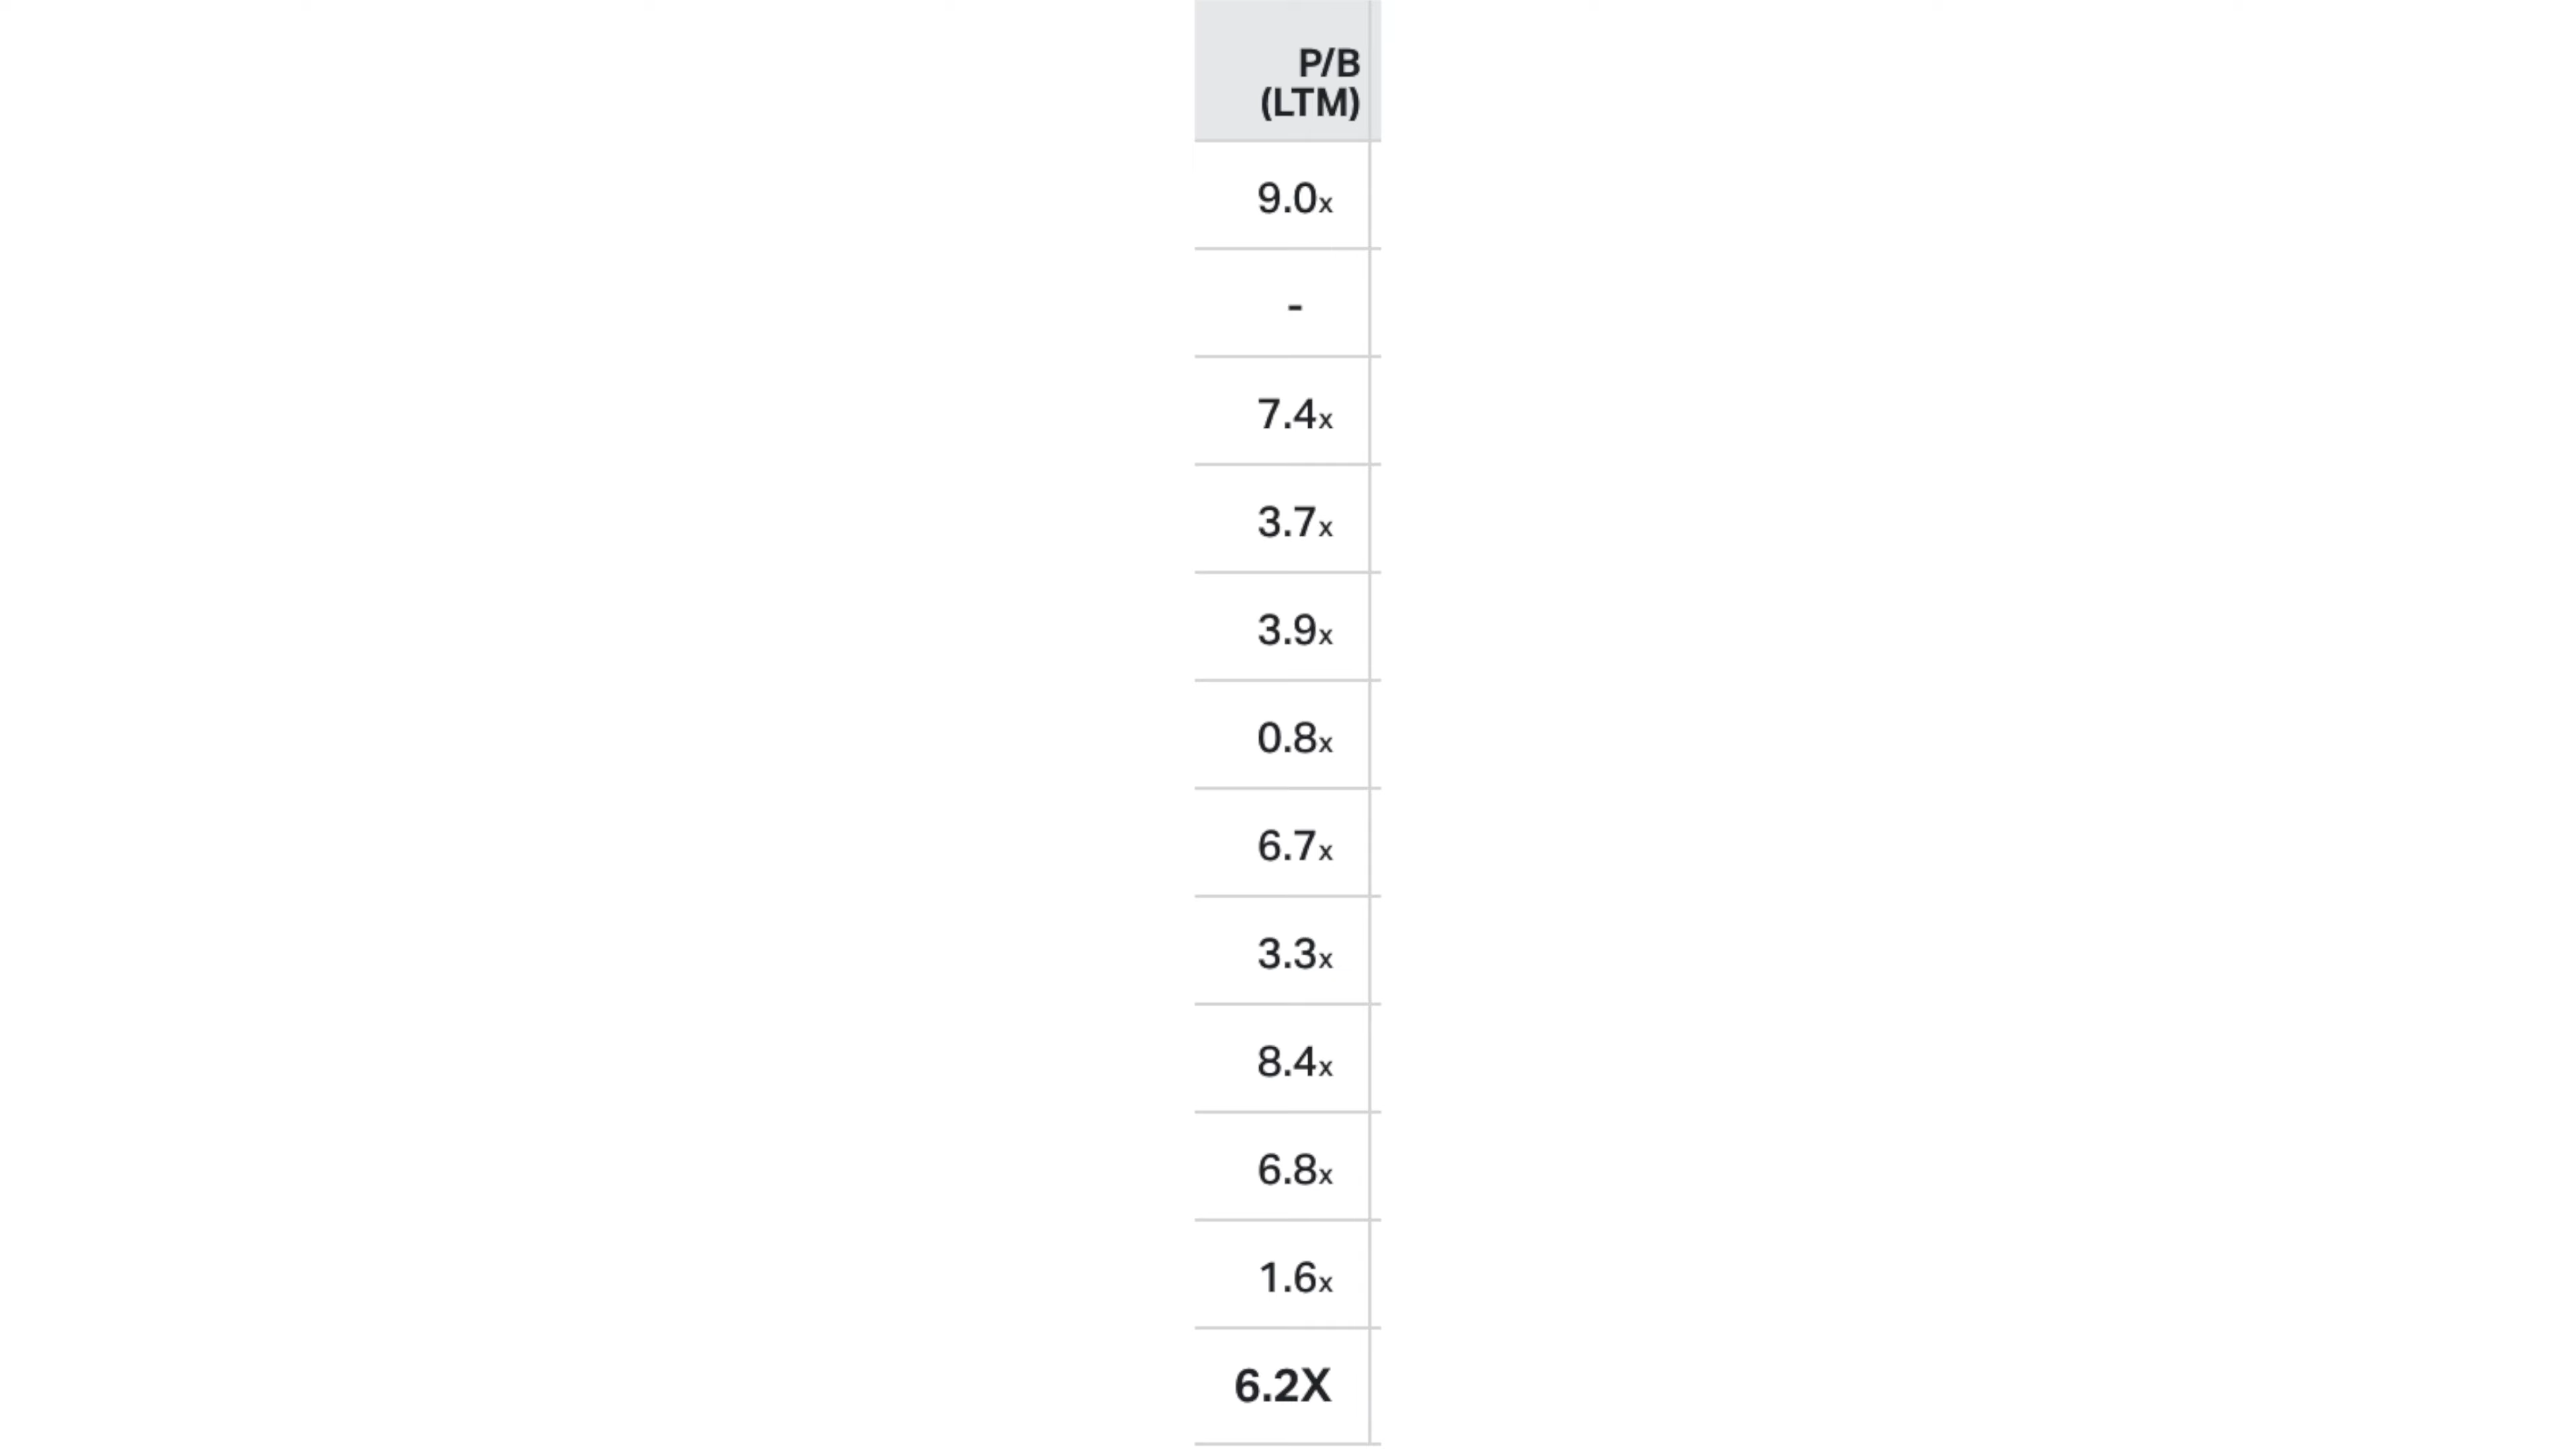 P/B
(LTM)
9.0x
-
7.4x
3.7x
3.9x
0.8x
6.7x
3.3x
8.4x
6.8x
1.6x
6.2X